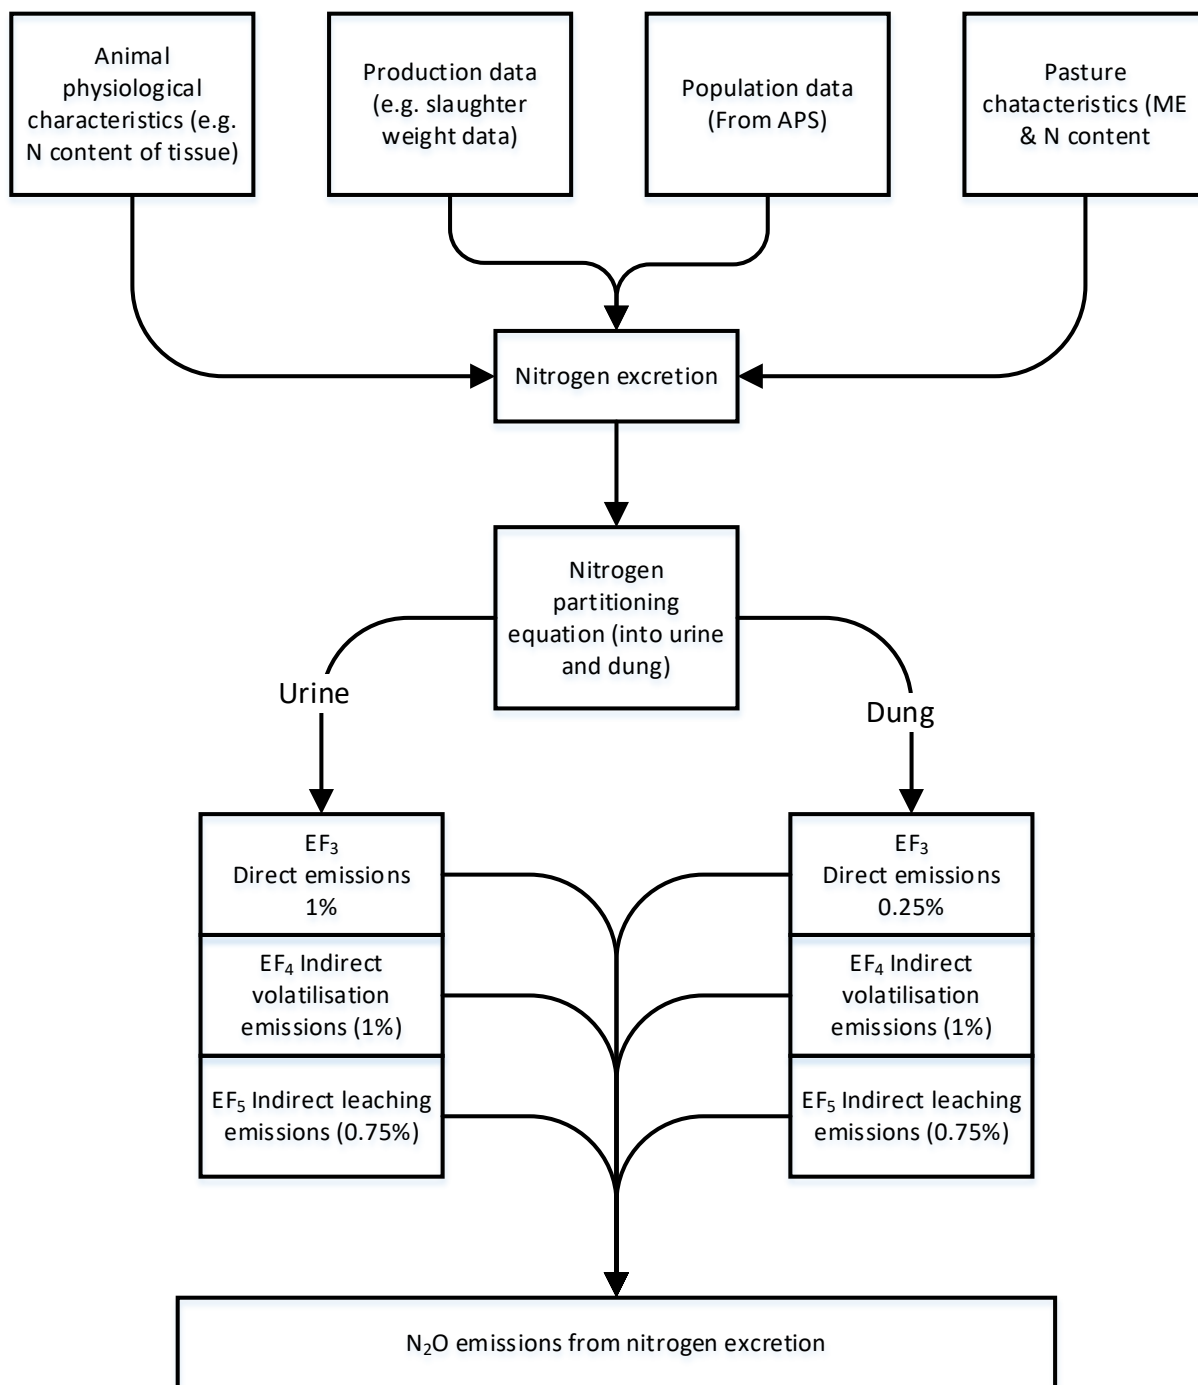 Animal
physiological
characteristics (e.g.
N content of tissue)
Production data
(e.g. slaughter
weight data)
Population data
(From APS)
Pasture
chatacteristics (ME
& N content
Nitrogen excretion
Nitrogen
partitioning
equation (into urine
and dung)
Urine
Dung
EF₃
Direct emissions
1%
EF₄ Indirect
volatilisation
emissions (1%)
EF₅ Indirect leaching
emissions (0.75%)
EF₃
Direct emissions
0.25%
EF₄ Indirect
volatilisation
emissions (1%)
EF₅ Indirect leaching
emissions (0.75%)
N₂O emissions from nitrogen excretion